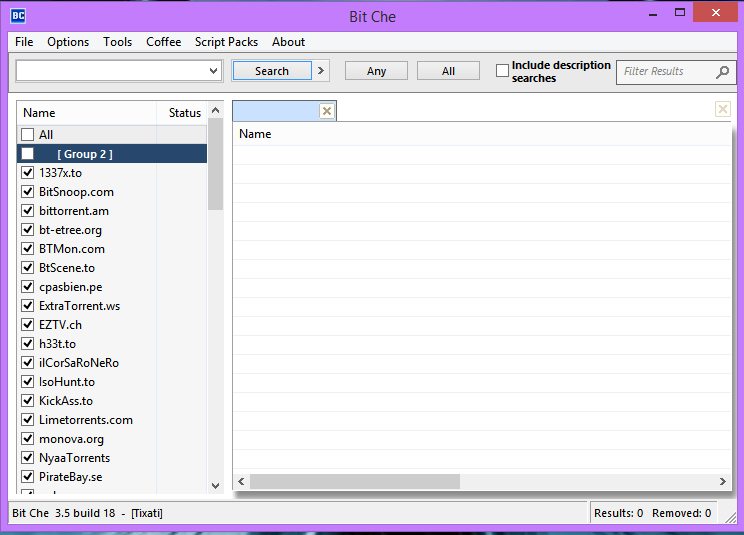 BC Bit Che
File Options Tools Coffee Script Packs About
Search > Any All Include description searches Filter Results
Name Status
All
[ Group 2 ]
1337x.to
BitSnoop.com
bittorrent.am
bt-etree.org
BTMon.com
BtScene.to
cpasbien.pe
ExtraTorrent.ws
EZTV.ch
h33t.to
ilCorSaRoNeRo
IsoHunt.to
KickAss.to
Limetorrents.com
monova.org
NyaaTorrents
PirateBay.se
Name
Bit Che 3.5 build 18 - [Tixati]
Results: 0 Removed: 0